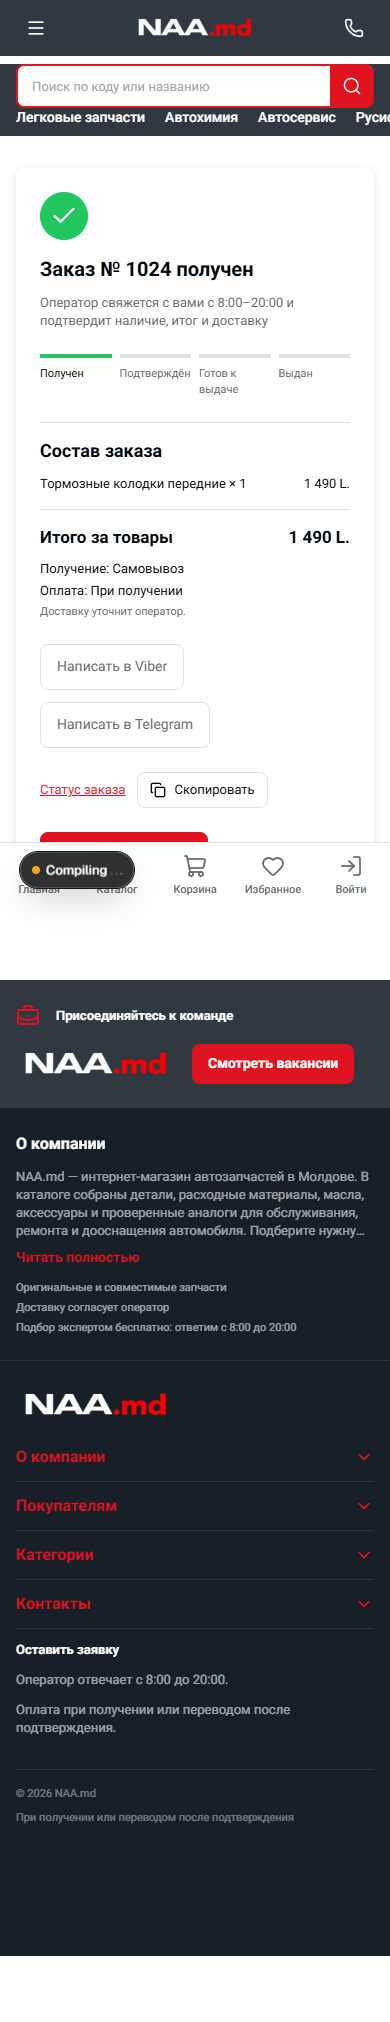 NAA.md
Поиск по коду или названию
Легковые запчасти Автохимия Автосервис Руси
Заказ № 1024 получен
Оператор свяжется с вами с 8:00–20:00 и
подтвердит наличие, итог и доставку
Получен Подтверждён Готов к Выдан
выдаче
Состав заказа
Тормозные колодки передние × 1 1 490 L.
Итого за товары 1 490 L.
Получение: Самовывоз
Оплата: При получении
Доставку уточнит оператор.
Написать в Viber
Написать в Telegram
Статус заказа Скопировать
Compiling ...
Главная Каталог Корзина Избранное Войти
Присоединяйтесь к команде
NAA.md Смотреть вакансии
О компании
NAA.md — интернет-магазин автозапчастей в Молдове. В
каталоге собраны детали, расходные материалы, масла,
аксессуары и проверенные аналоги для обслуживания,
ремонта и дооснащения автомобиля. Подберите нужну…
Читать полностью
Оригинальные и совместимые запчасти
Доставку согласует оператор
Подбор экспертом бесплатно: ответим с 8:00 до 20:00
NAA.md
О компании
Покупателям
Категории
Контакты
Оставить заявку
Оператор отвечает с 8:00 до 20:00.
Оплата при получении или переводом после
подтверждения.
© 2026 NAA.md
При получении или переводом после подтверждения